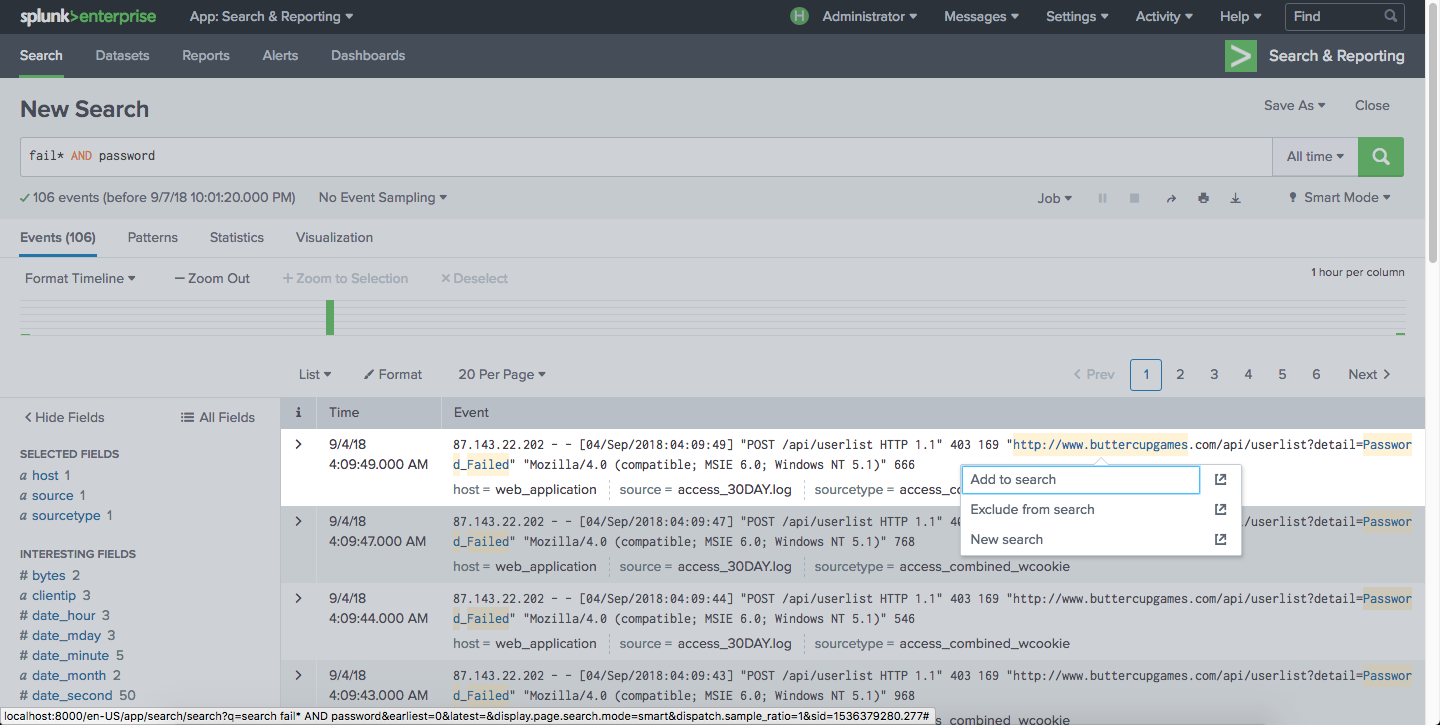 splunk>enterprise App: Search & Reporting H Administrator Messages Settings Activity Help Find
Search Datasets Reports Alerts Dashboards > Search & Reporting
New Search Save As Close
fail* AND password All time
106 events (before 9/7/18 10:01:20.000 PM) No Event Sampling Job Smart Mode
Events (106) Patterns Statistics Visualization
Format Timeline — Zoom Out + Zoom to Selection × Deselect 1 hour per column
List Format 20 Per Page < Prev 1 2 3 4 5 6 Next >
< Hide Fields All Fields i Time Event
SELECTED FIELDS
a host 1
a source 1
a sourcetype 1
INTERESTING FIELDS
# bytes 2
a clientip 3
# date_hour 3
# date_mday 3
# date_minute 5
a date_month 2
# date_second 50
> 9/4/18 87.143.22.202 - - [04/Sep/2018:04:09:49] "POST /api/userlist HTTP 1.1" 403 169 "http://www.buttercupgames.com/api/userlist?detail=Passwor
4:09:49.000 AM d_Failed" "Mozilla/4.0 (compatible; MSIE 6.0; Windows NT 5.1)" 666
host = web_application source = access_30DAY.log sourcetype = access_co
Add to search
Exclude from search
New search
> 9/4/18 87.143.22.202 - - [04/Sep/2018:04:09:47] "POST /api/userlist HTTP 1.1" 40 i/userlist?detail=Passwor
4:09:47.000 AM d_Failed" "Mozilla/4.0 (compatible; MSIE 6.0; Windows NT 5.1)" 768
host = web_application source = access_30DAY.log sourcetype = access_combined_wcookie
> 9/4/18 87.143.22.202 - - [04/Sep/2018:04:09:44] "POST /api/userlist HTTP 1.1" 403 169 "http://www.buttercupgames.com/api/userlist?detail=Passwor
4:09:44.000 AM d_Failed" "Mozilla/4.0 (compatible; MSIE 6.0; Windows NT 5.1)" 546
host = web_application source = access_30DAY.log sourcetype = access_combined_wcookie
> 9/4/18 87.143.22.202 - - [04/Sep/2018:04:09:43] "POST /api/userlist HTTP 1.1" 403 169 "http://www.buttercupgames.com/api/userlist?detail=Passwor
4:09:43.000 AM d_Failed" "Mozilla/4.0 (compatible; MSIE 6.0; Windows NT 5.1)" 968
sourcetype = access_combined_wcookie
localhost:8000/en-US/app/search/search?q=search fail* AND password&earliest=0&latest=&display.page.search.mode=smart&dispatch.sample_ratio=1&sid=1536379280.277#